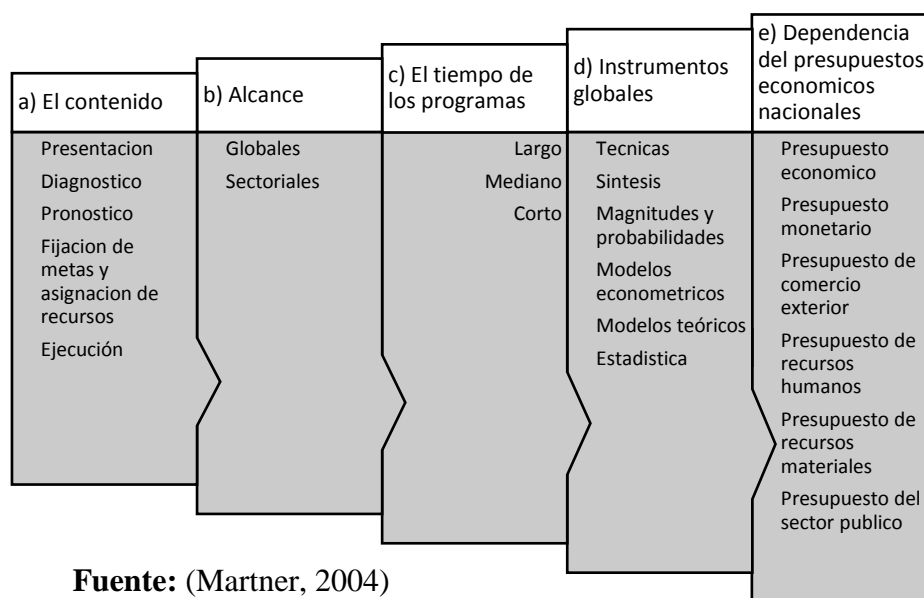 a) El contenido
Presentacion
Diagnostico
Pronostico
Fijacion de
metas y
asignacion de
recursos
Ejecución
b) Alcance
Globales
Sectoriales
c) El tiempo de
los programas
Largo
Mediano
Corto
d) Instrumentos
globales
Tecnicas
Sintesis
Magnitudes y
probabilidades
Modelos
econometricos
Modelos teóricos
Estadistica
e) Dependencia
del presupuestos
economicos
nacionales
Presupuesto
economico
Presupuesto
monetario
Presupuesto de
comercio
exterior
Presupuesto de
recursos
humanos
Presupuesto de
recursos
materiales
Presupuesto del
sector publico
Fuente: (Martner, 2004)